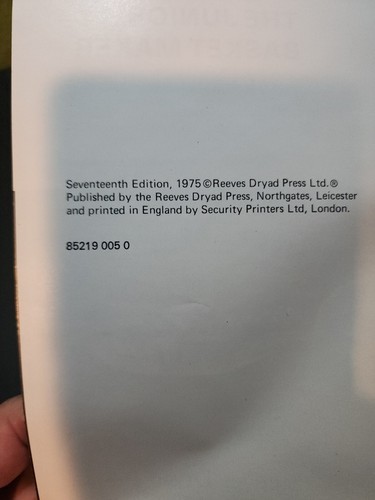 Seventeenth Edition, 1975 ©Reeves Dryad Press Ltd.®
Published by the Reeves Dryad Press, Northgates, Leicester
and printed in England by Security Printers Ltd, London.
85219 005 0